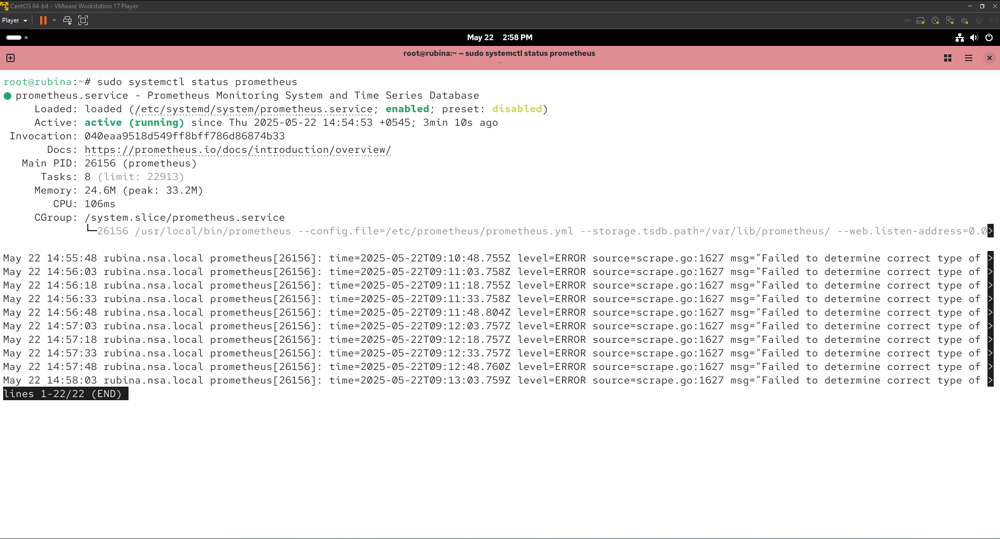 CentOS 64-bit - VMware Workstation 17 Player
Player
May 22 2:58 PM
root@rubina:~ — sudo systemctl status prometheus
~
root@rubina:~# sudo systemctl status prometheus
● prometheus.service - Prometheus Monitoring System and Time Series Database
Loaded: loaded (/etc/systemd/system/prometheus.service; enabled; preset: disabled)
Active: active (running) since Thu 2025-05-22 14:54:53 +0545; 3min 10s ago
Invocation: 040eaa9518d549ff8bff786d86874b33
Docs: https://prometheus.io/docs/introduction/overview/
Main PID: 26156 (prometheus)
Tasks: 8 (limit: 22913)
Memory: 24.6M (peak: 33.2M)
CPU: 106ms
CGroup: /system.slice/prometheus.service
└─26156 /usr/local/bin/prometheus --config.file=/etc/prometheus/prometheus.yml --storage.tsdb.path=/var/lib/prometheus/ --web.listen-address=0.0>
May 22 14:55:48 rubina.nsa.local prometheus[26156]: time=2025-05-22T09:10:48.755Z level=ERROR source=scrape.go:1627 msg="Failed to determine correct type of >
May 22 14:56:03 rubina.nsa.local prometheus[26156]: time=2025-05-22T09:11:03.758Z level=ERROR source=scrape.go:1627 msg="Failed to determine correct type of >
May 22 14:56:18 rubina.nsa.local prometheus[26156]: time=2025-05-22T09:11:18.755Z level=ERROR source=scrape.go:1627 msg="Failed to determine correct type of >
May 22 14:56:33 rubina.nsa.local prometheus[26156]: time=2025-05-22T09:11:33.758Z level=ERROR source=scrape.go:1627 msg="Failed to determine correct type of >
May 22 14:56:48 rubina.nsa.local prometheus[26156]: time=2025-05-22T09:11:48.804Z level=ERROR source=scrape.go:1627 msg="Failed to determine correct type of >
May 22 14:57:03 rubina.nsa.local prometheus[26156]: time=2025-05-22T09:12:03.757Z level=ERROR source=scrape.go:1627 msg="Failed to determine correct type of >
May 22 14:57:18 rubina.nsa.local prometheus[26156]: time=2025-05-22T09:12:18.757Z level=ERROR source=scrape.go:1627 msg="Failed to determine correct type of >
May 22 14:57:33 rubina.nsa.local prometheus[26156]: time=2025-05-22T09:12:33.757Z level=ERROR source=scrape.go:1627 msg="Failed to determine correct type of >
May 22 14:57:48 rubina.nsa.local prometheus[26156]: time=2025-05-22T09:12:48.760Z level=ERROR source=scrape.go:1627 msg="Failed to determine correct type of >
May 22 14:58:03 rubina.nsa.local prometheus[26156]: time=2025-05-22T09:13:03.759Z level=ERROR source=scrape.go:1627 msg="Failed to determine correct type of >
lines 1-22/22 (END)